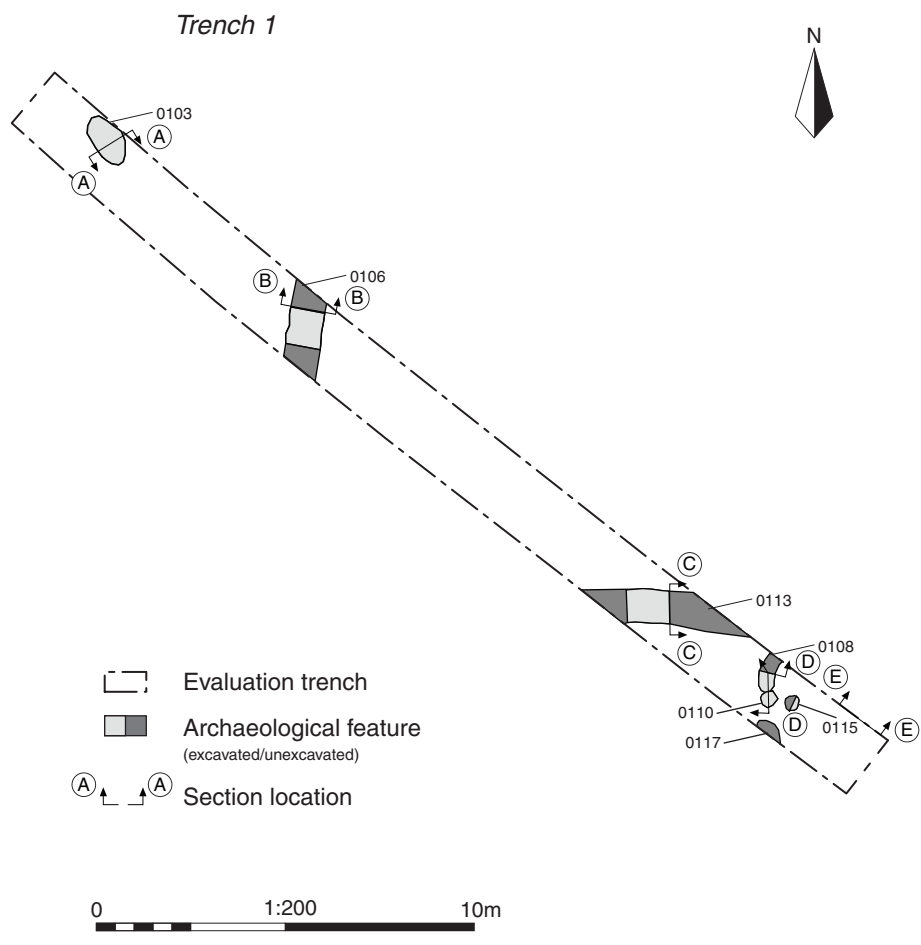 Trench 1
N
0103
A
A
0106
B
B
C
0113
C
0108
D
E
0110
D
0115
E
0117
Evaluation trench
Archaeological feature
(excavated/unexcavated)
A A Section location
0 1:200 10m